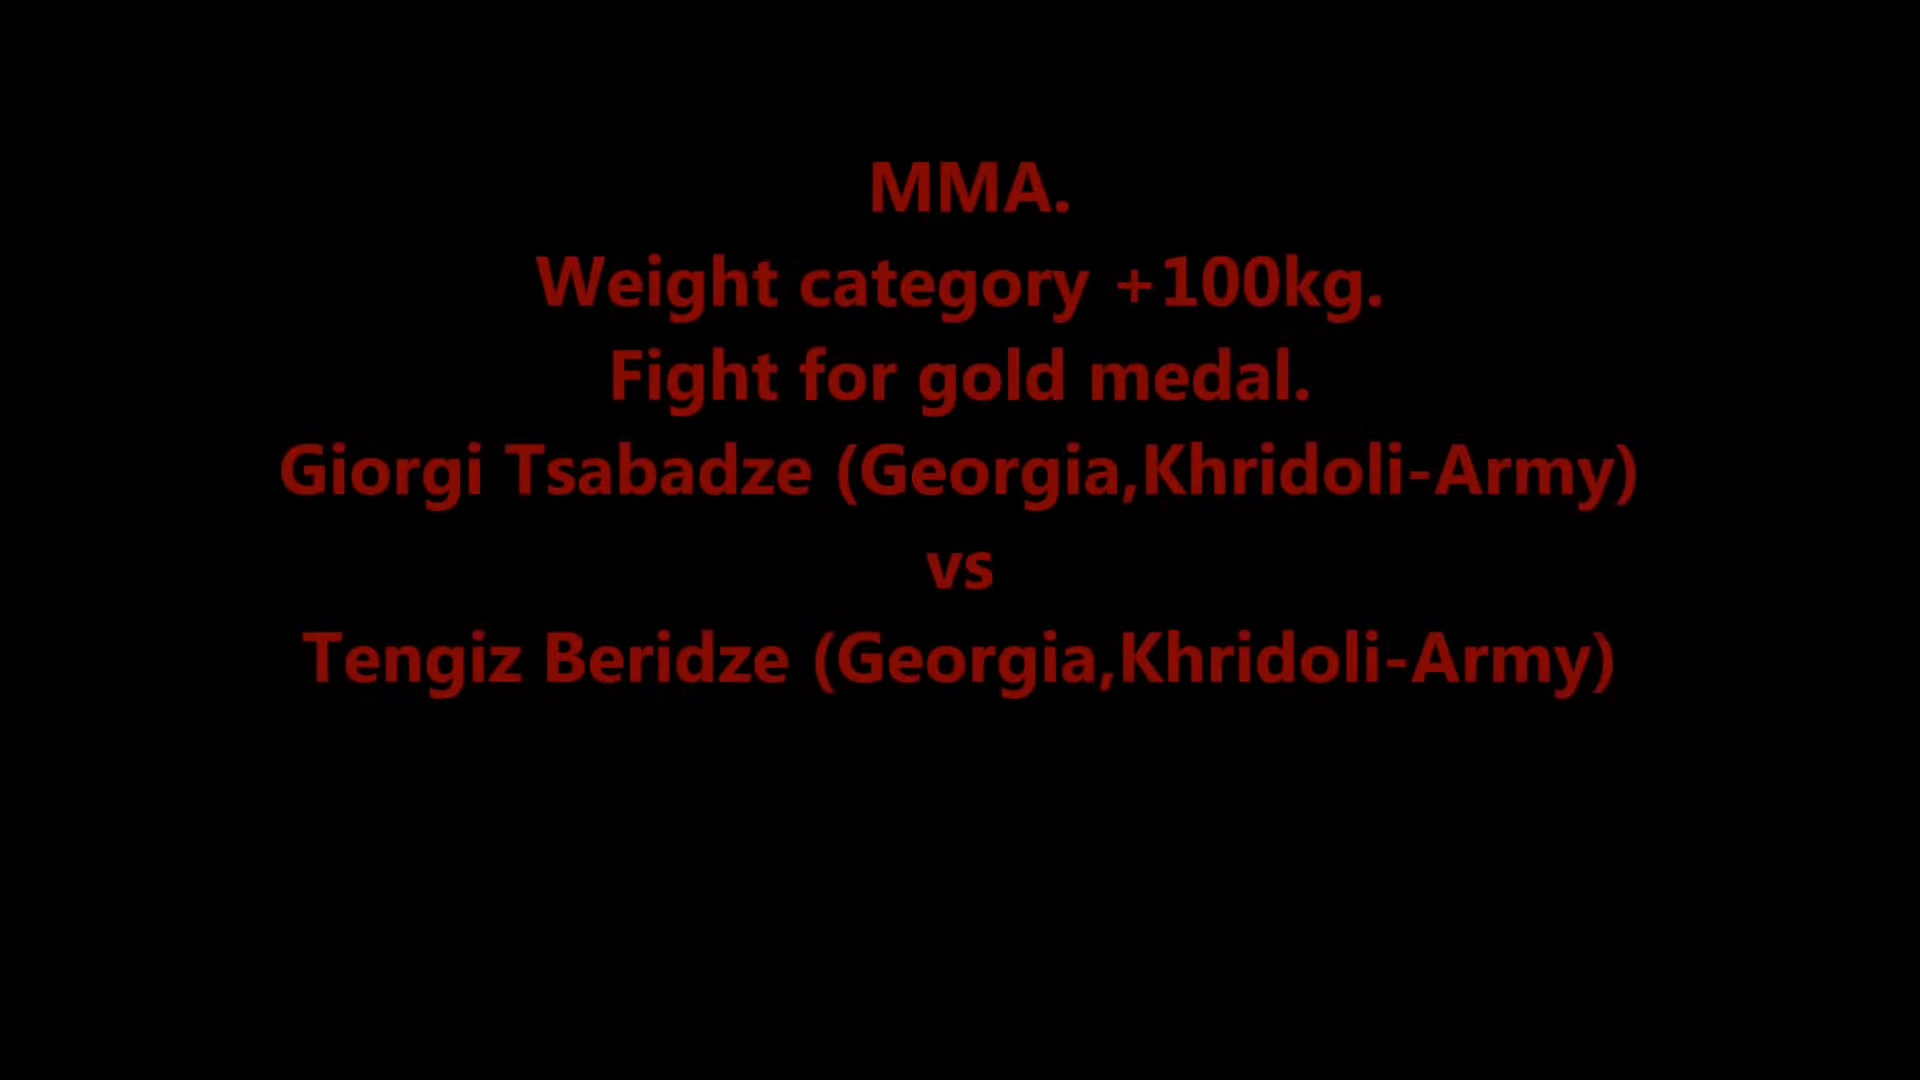 MMA.
Weight category +100kg.
Fight for gold medal.
Giorgi Tsabadze (Georgia,Khridoli-Army)
vs
Tengiz Beridze (Georgia,Khridoli-Army)